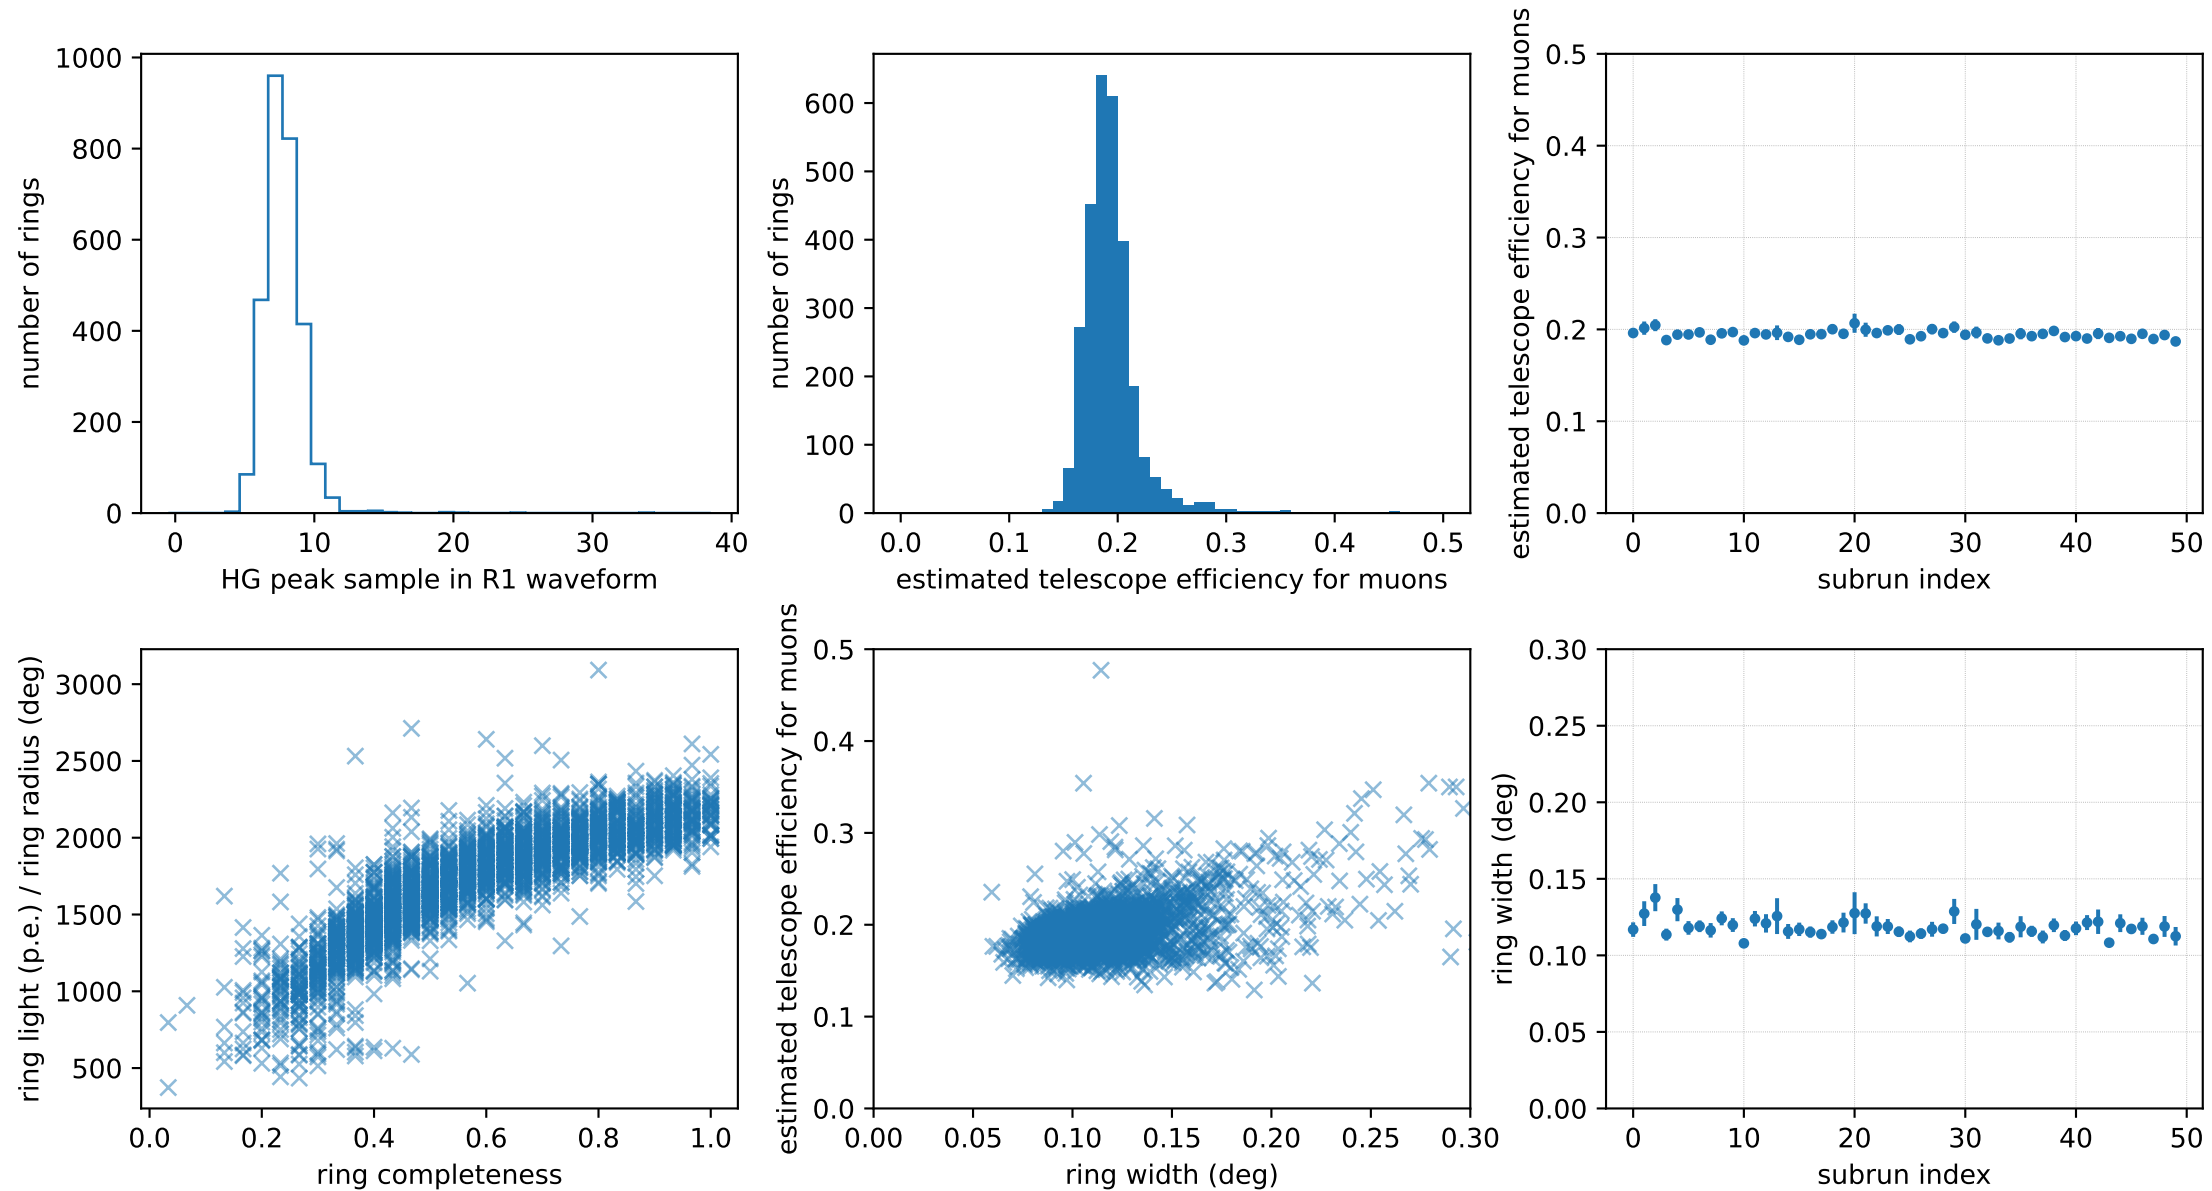 1000
800
600
400
200
0
number of rings
0 10 20 30 40
HG peak sample in R1 waveform
600
500
400
300
200
100
0
number of rings
0.0 0.1 0.2 0.3 0.4 0.5
estimated telescope efficiency for muons
0.5
0.4
0.3
0.2
0.1
0.0
estimated telescope efficiency for muons
0 10 20 30 40 50
subrun index
3000
2500
2000
1500
1000
500
ring light (p.e.) / ring radius (deg)
0.0 0.2 0.4 0.6 0.8 1.0
ring completeness
0.5
0.4
0.3
0.2
0.1
0.0
estimated telescope efficiency for muons
0.00 0.05 0.10 0.15 0.20 0.25 0.30
ring width (deg)
0.30
0.25
0.20
0.15
0.10
0.05
0.00
ring width (deg)
0 10 20 30 40 50
subrun index